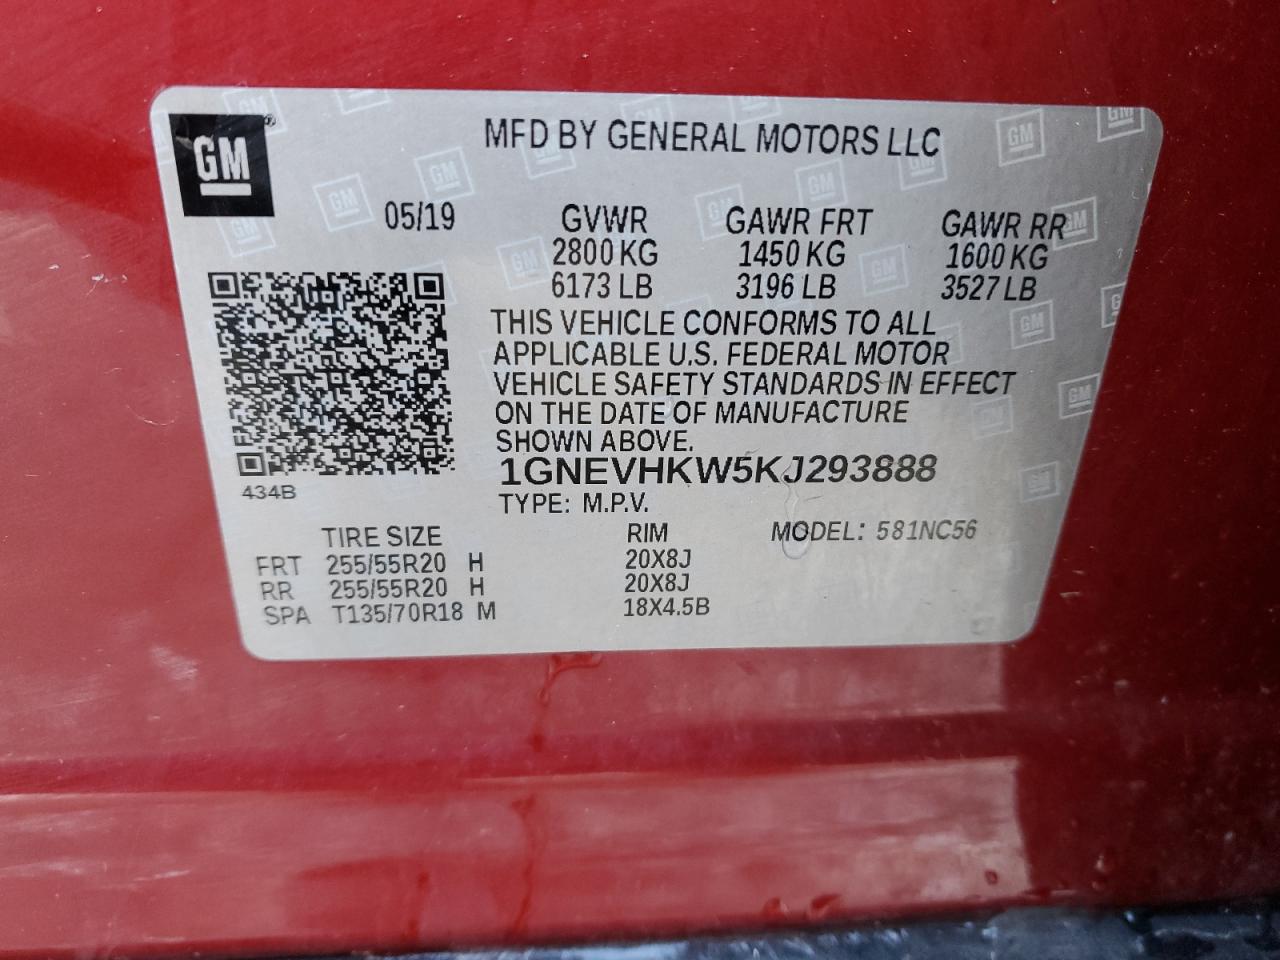 GM
MFD BY GENERAL MOTORS LLC
05/19 GVWR GAWR FRT GAWR RR
2800 KG 1450 KG 1600 KG
6173 LB 3196 LB 3527 LB
THIS VEHICLE CONFORMS TO ALL
APPLICABLE U.S. FEDERAL MOTOR
VEHICLE SAFETY STANDARDS IN EFFECT
ON THE DATE OF MANUFACTURE
SHOWN ABOVE.
1GNEVHKW5KJ293888
434B
TYPE: M.P.V.
TIRE SIZE RIM MODEL: 581NC56
FRT 255/55R20 H 20X8J
RR 255/55R20 H 20X8J
SPA T135/70R18 M 18X4.5B